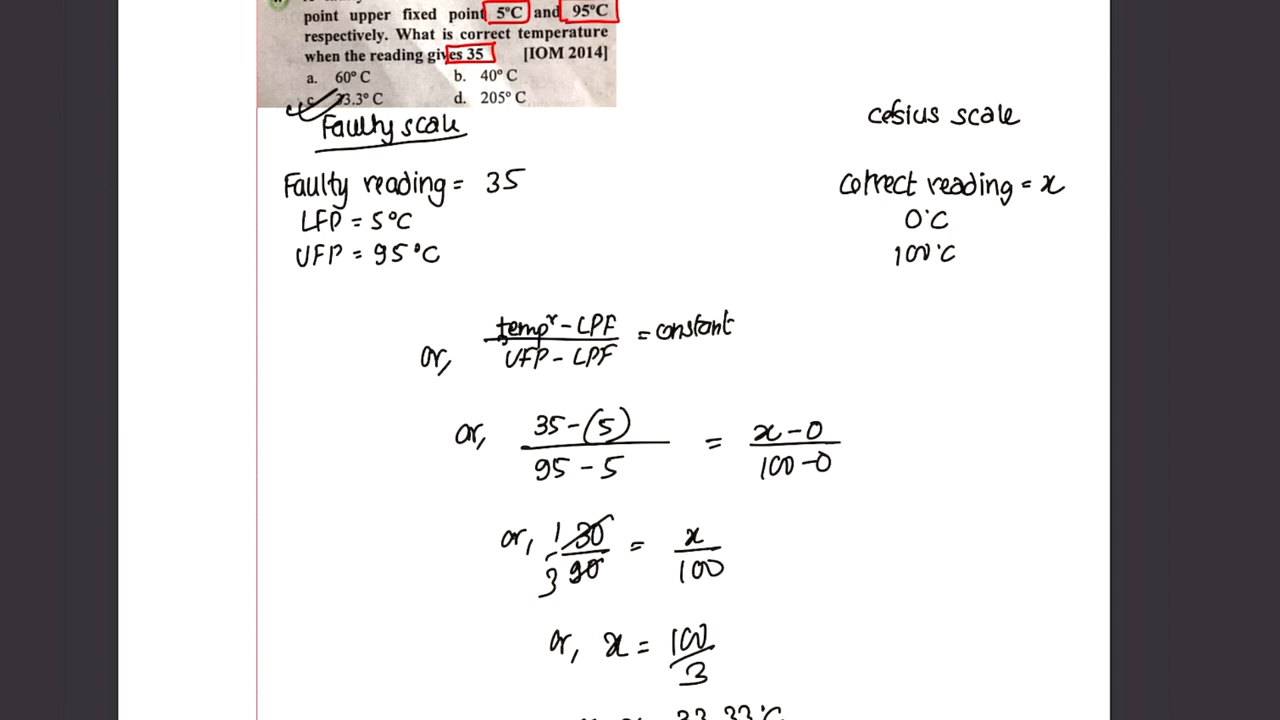 point upper fixed point 5°C and 95°C
respectively. What is correct temperature
when the reading gives 35 [IOM 2014]
a. 60° C b. 40° C
c. 33.3° C d. 205° C
Faulty scale
celsius scale
Faulty reading = 35
correct reading = x
LFP = 5°C
0°C
UFP = 95°C
100°C
or, tempr - LPF / UFP - LPF = constant
or, 35-(5) / 95 - 5 = x - 0 / 100 - 0
or, 1 30 / 3 90 = x / 100
or, x = 100 / 3
33.33°C